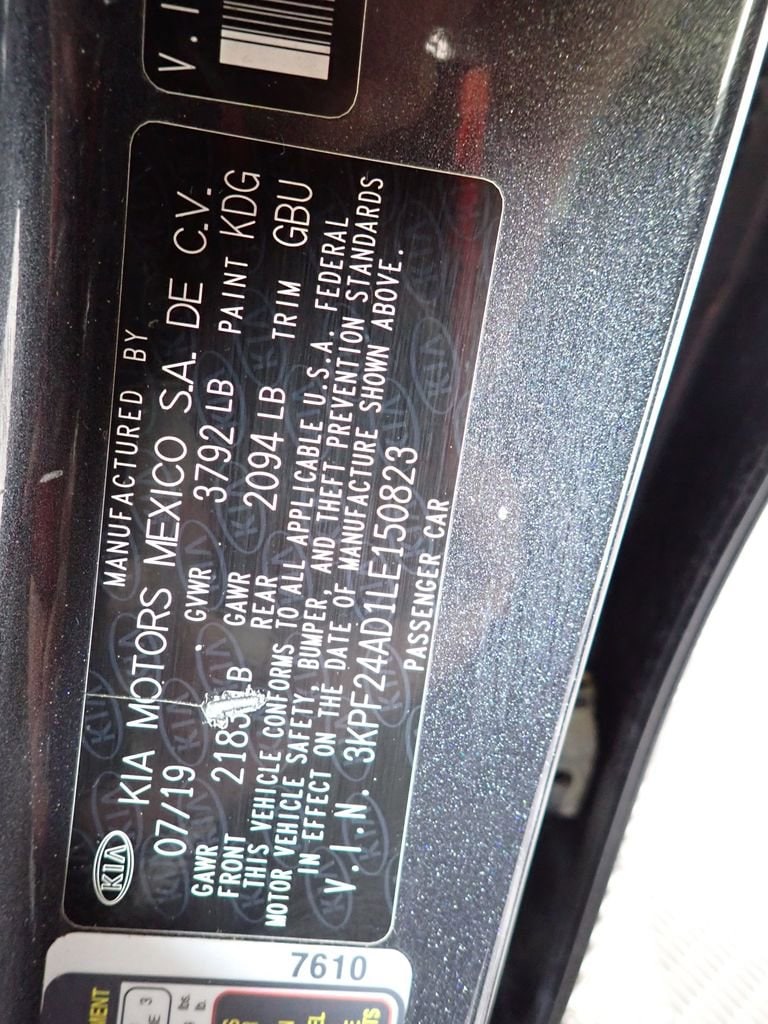 V.I
MANUFACTURED BY
KIA KIA MOTORS MEXICO S.A. DE C.V.
07/19 GVWR 3792 LB PAINT KDG
GAWR FRONT GAWR REAR 2094 LB TRIM GBU
THIS VEHICLE CONFORMS TO ALL APPLICABLE U.S.A. FEDERAL
MOTOR VEHICLE SAFETY, BUMPER, AND THEFT PREVENTION STANDARDS
IN EFFECT ON THE DATE OF MANUFACTURE SHOWN ABOVE.
V.I.N. 3KPF24AD1LE150823
PASSENGER CAR
7610